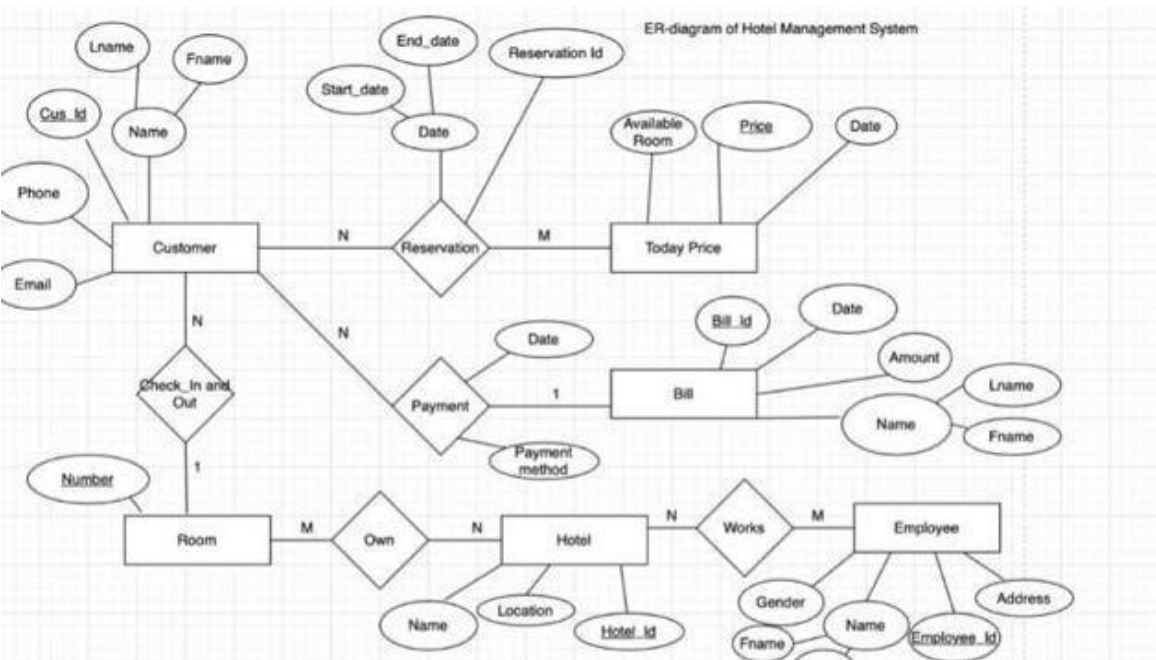 ER-diagram of Hotel Management System
Lname
Fname
Cus_Id
Name
Phone
Email
Customer
End_date
Start_date
Date
Reservation Id
N
Reservation
M
Available
Room
Price
Date
Today Price
N
N
Check_In and
Out
1
Date
Payment
Payment
method
1
Bill_Id
Date
Amount
Bill
Name
Lname
Fname
Number
Room
M
Own
N
Hotel
Name
Location
Hotel_Id
N
Works
M
Employee
Gender
Name
Fname
Employee_Id
Address